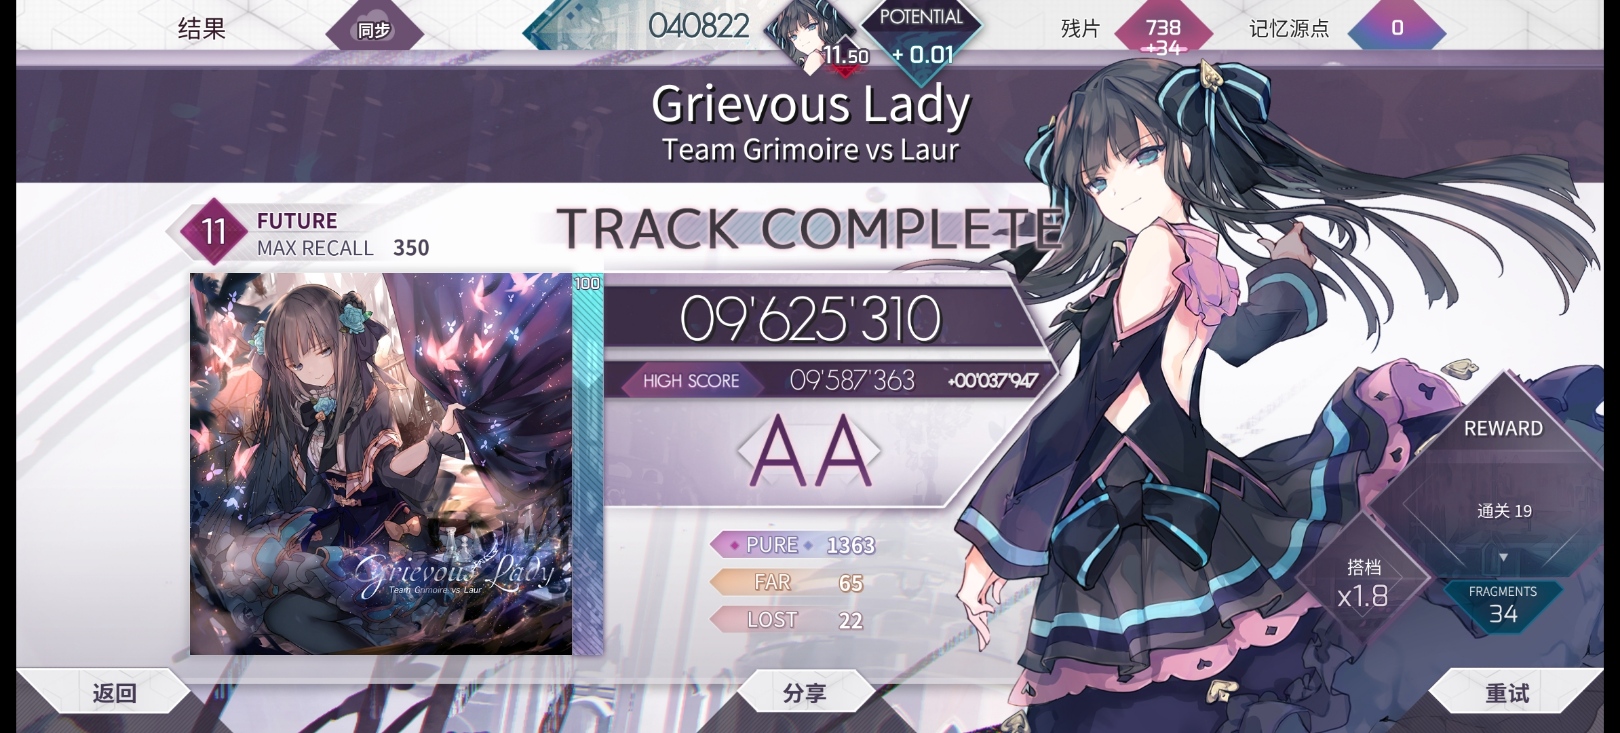 结果
同步
040822
11.50
POTENTIAL
+ 0.01
残片
738
+34
记忆源点
0
Grievous Lady
Team Grimoire vs Laur
11
FUTURE
MAX RECALL 350
TRACK COMPLETE
100
09'625'310
HIGH SCORE 09'587'363 +00'037'947
AA
Grievous Lady
Team Grimoire vs Laur
PURE 1363
FAR 65
LOST 22
REWARD
通关 19
搭档
x1.8
FRAGMENTS
34
返回
分享
重试